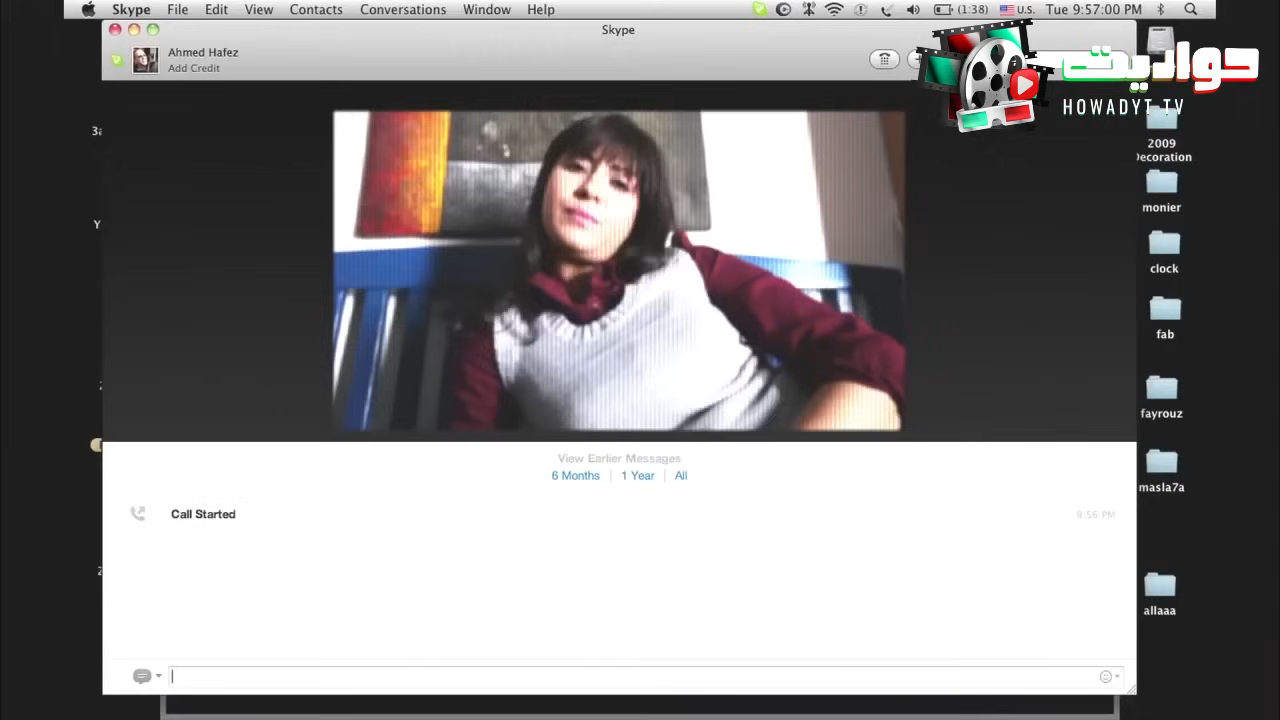 Skype File Edit View Contacts Conversations Window Help (1:38) U.S. Tue 9:57:00 PM
Skype
Ahmed Hafez
Add Credit
حواديت
HOWADYT TV
2009
Decoration
monier
clock
fab
fayrouz
masla7a
allaaa
View Earlier Messages
6 Months | 1 Year | All
Call Started 9:56 PM